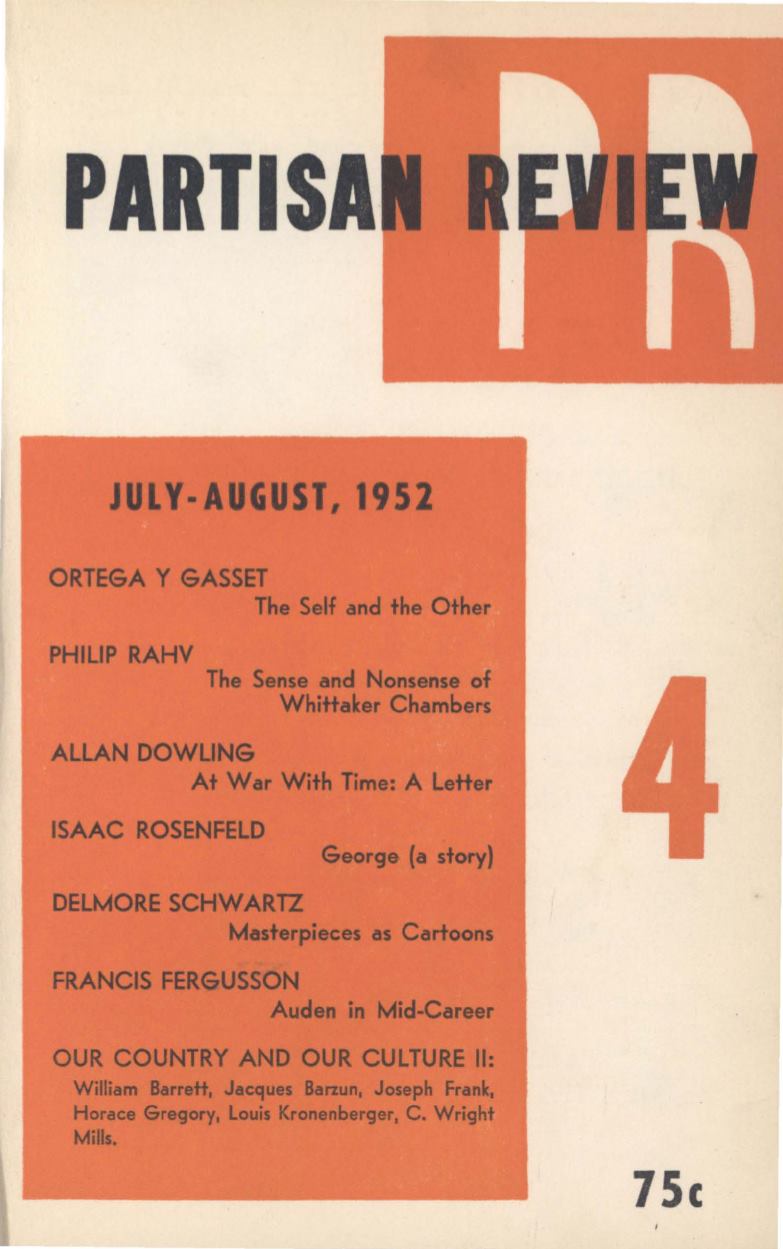 PR
PARTISAN REVIEW
JULY-AUGUST, 1952
ORTEGA Y GASSET
The Self and the Other
PHILIP RAHV
The Sense and Nonsense of
Whittaker Chambers
ALLAN DOWLING
At War With Time: A Letter
ISAAC ROSENFELD
George (a story)
DELMORE SCHWARTZ
Masterpieces as Cartoons
FRANCIS FERGUSSON
Auden in Mid-Career
OUR COUNTRY AND OUR CULTURE II:
William Barrett, Jacques Barzun, Joseph Frank,
Horace Gregory, Louis Kronenberger, C. Wright
Mills.
4
75c